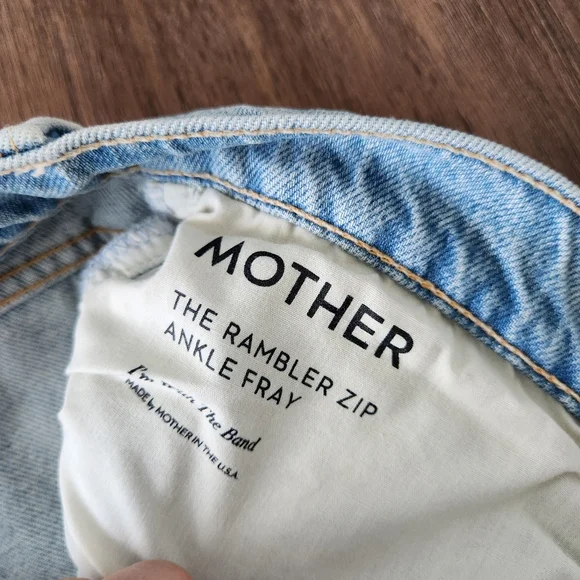 MOTHER
THE RAMBLER ZIP
ANKLE FRAY
I'm With The Band
MADE by MOTHER IN THE U.S.A.